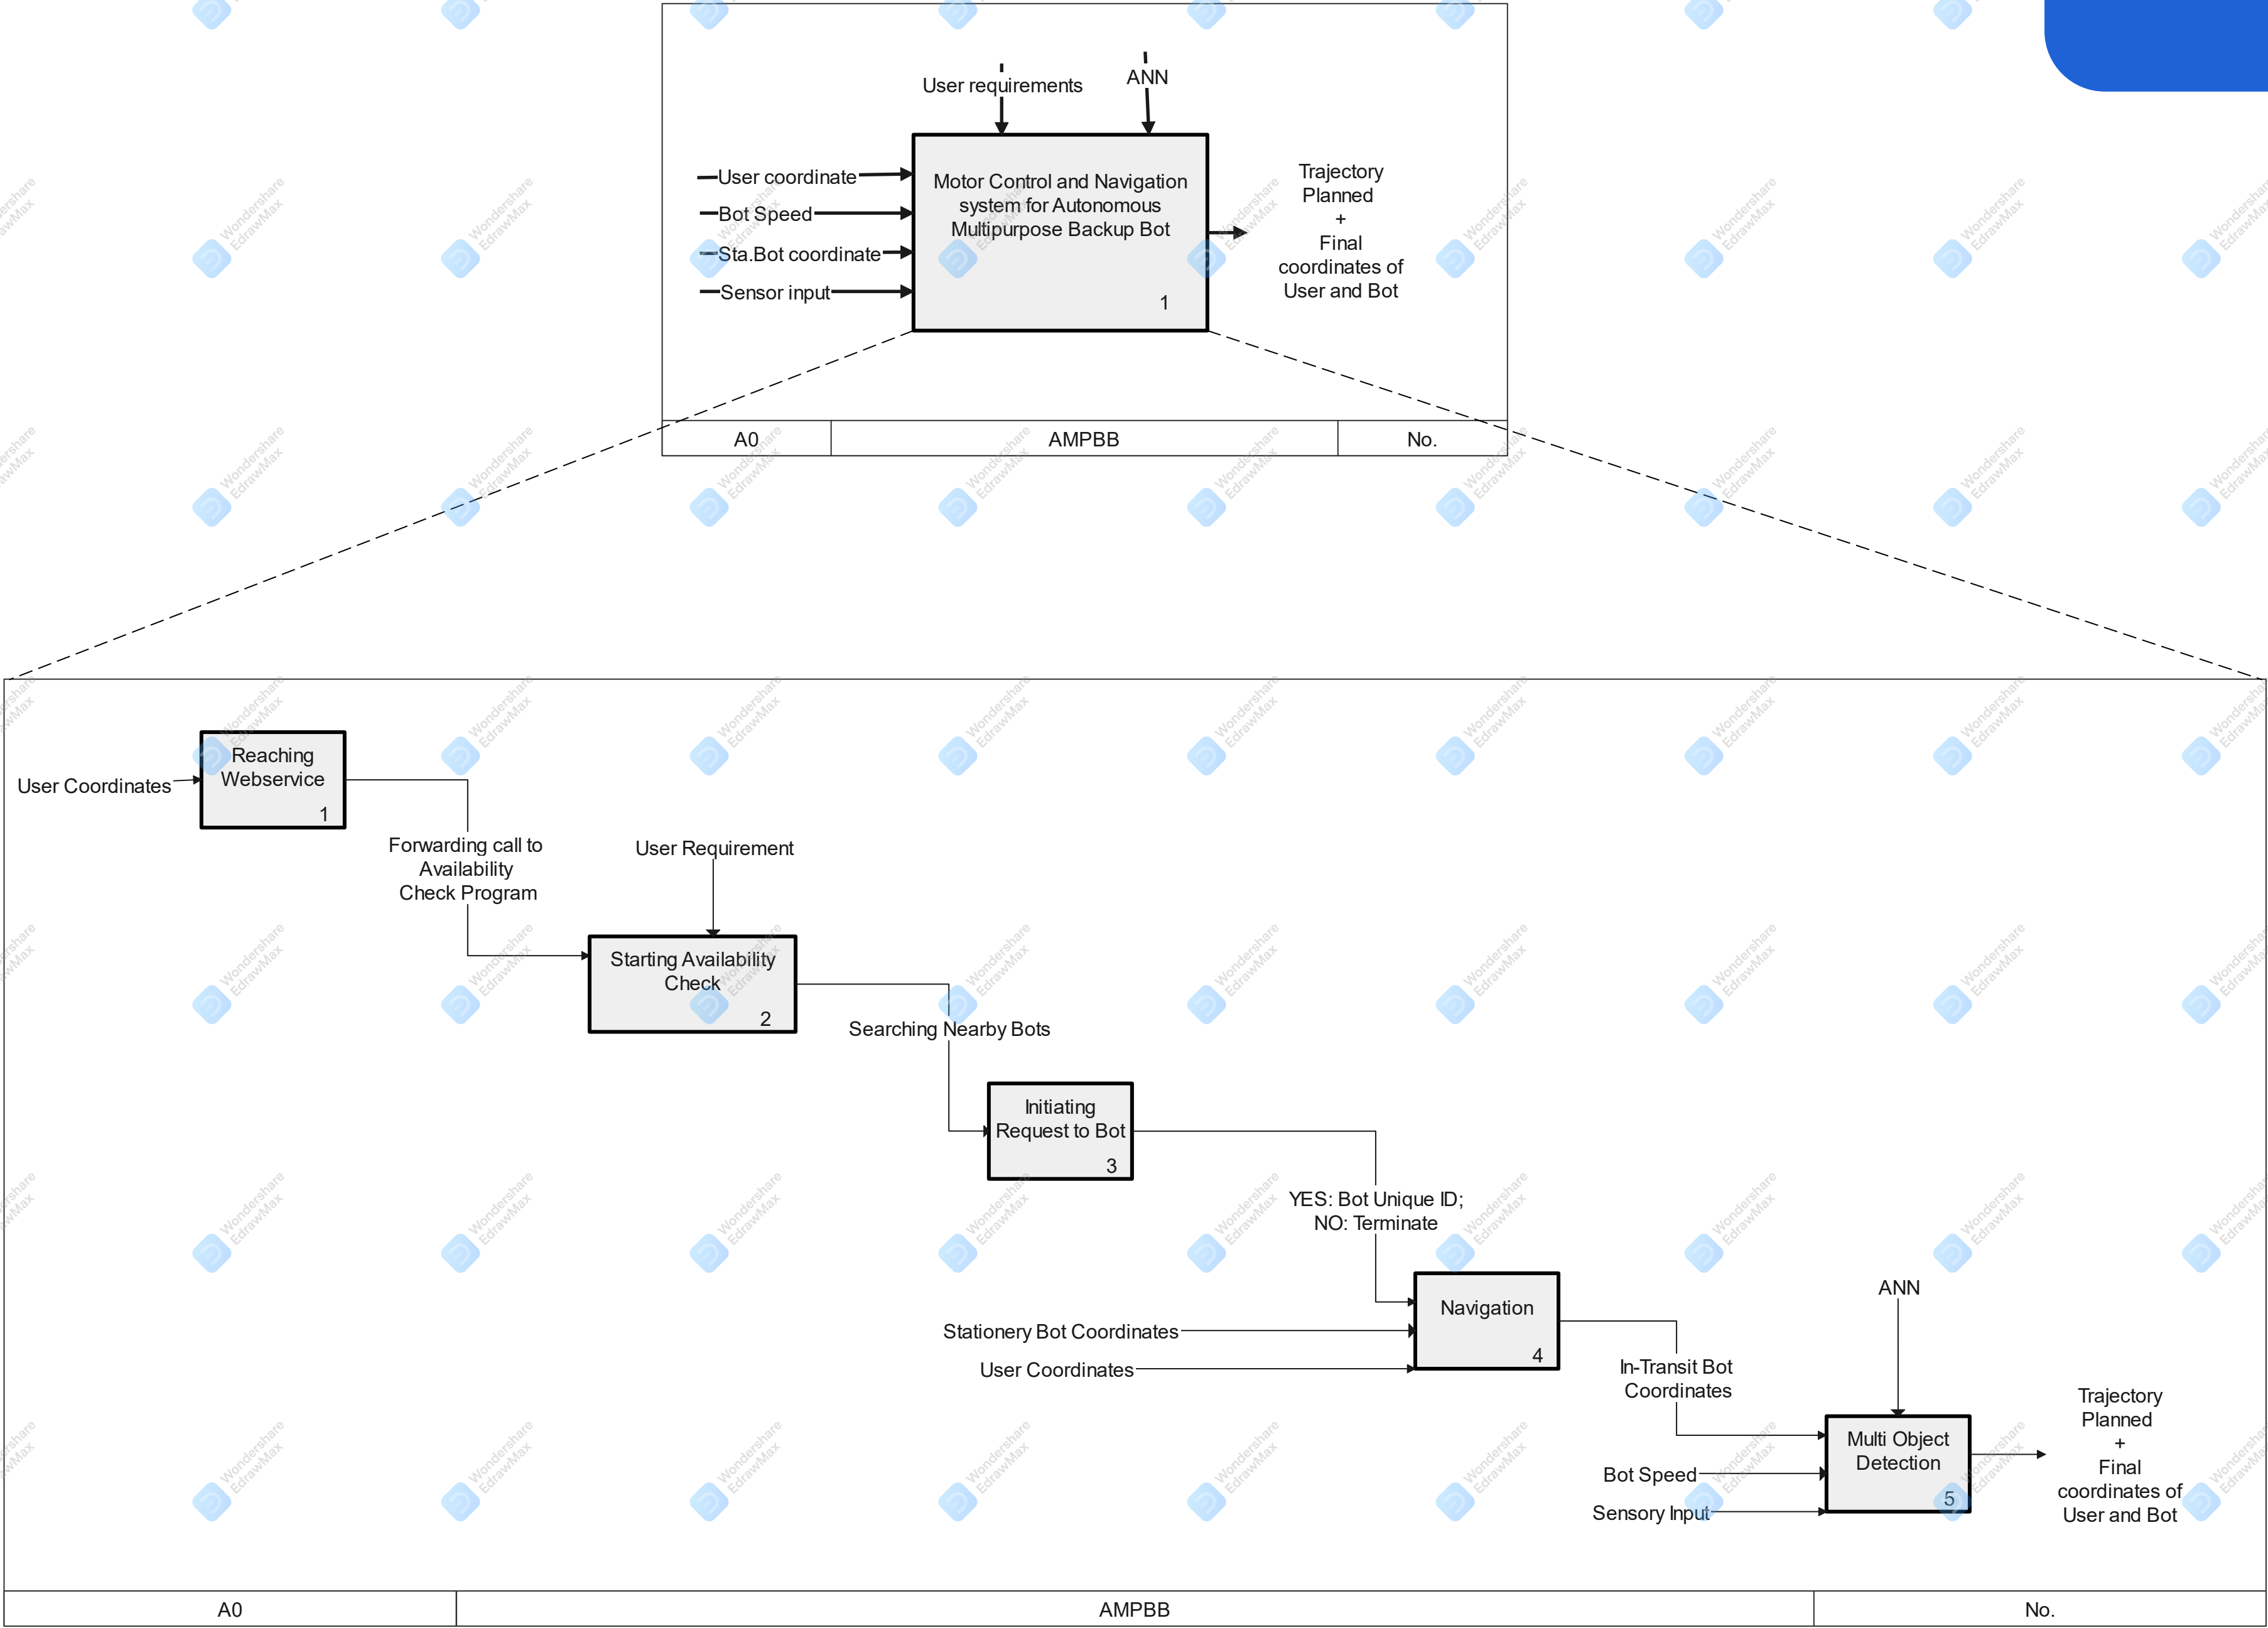 User requirements
ANN
User coordinate
Bot Speed
Sta.Bot coordinate
Sensor input
Motor Control and Navigation
system for Autonomous
Multipurpose Backup Bot
1
Trajectory
Planned
+
Final
coordinates of
User and Bot
A0
AMPBB
No.
User Coordinates
Reaching
Webservice
1
Forwarding call to
Availability
Check Program
User Requirement
Starting Availability
Check
2
Searching Nearby Bots
Initiating
Request to Bot
3
YES: Bot Unique ID;
NO: Terminate
Stationery Bot Coordinates
User Coordinates
Navigation
4
In-Transit Bot
Coordinates
ANN
Bot Speed
Sensory Input
Multi Object
Detection
5
Trajectory
Planned
+
Final
coordinates of
User and Bot
A0
AMPBB
No.
Wondershare
EdrawMax